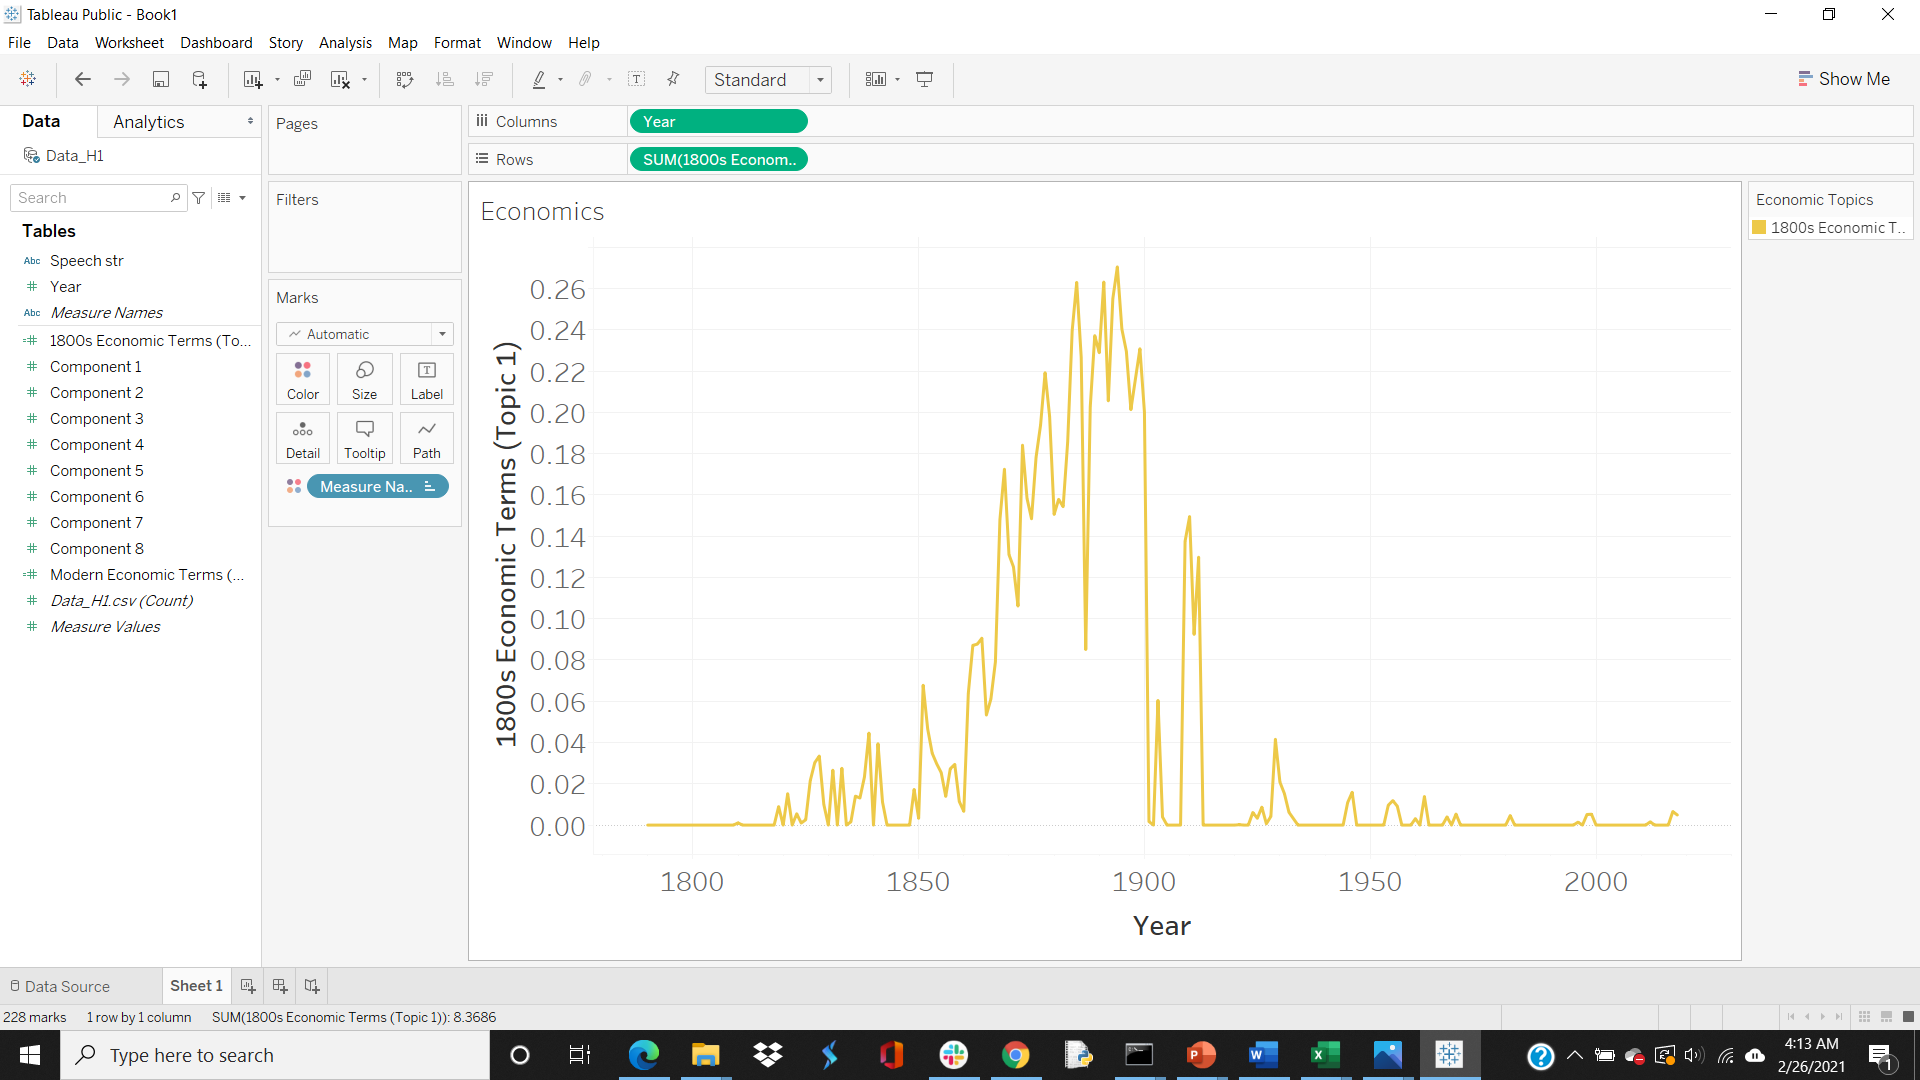 Tableau Public - Book1
File Data Worksheet Dashboard Story Analysis Map Format Window Help
Standard
Show Me
Data
Analytics
Data_H1
Search
Tables
Abc Speech str
Year
Abc Measure Names
1800s Economic Terms (To...
Component 1
Component 2
Component 3
Component 4
Component 5
Component 6
Component 7
Component 8
Modern Economic Terms (...
Data_H1.csv (Count)
Measure Values
Pages
Filters
Marks
Automatic
Color
Size
Label
Detail
Tooltip
Path
Measure Na..
Columns
Year
Rows
SUM(1800s Econom..
Economics
1800s Economic Terms (Topic 1)
0.26
0.24
0.22
0.20
0.18
0.16
0.14
0.12
0.10
0.08
0.06
0.04
0.02
0.00
1800
1850
1900
1950
2000
Year
Economic Topics
1800s Economic T..
Data Source
Sheet 1
228 marks
1 row by 1 column
SUM(1800s Economic Terms (Topic 1)): 8.3686
Type here to search
4:13 AM
2/26/2021
1